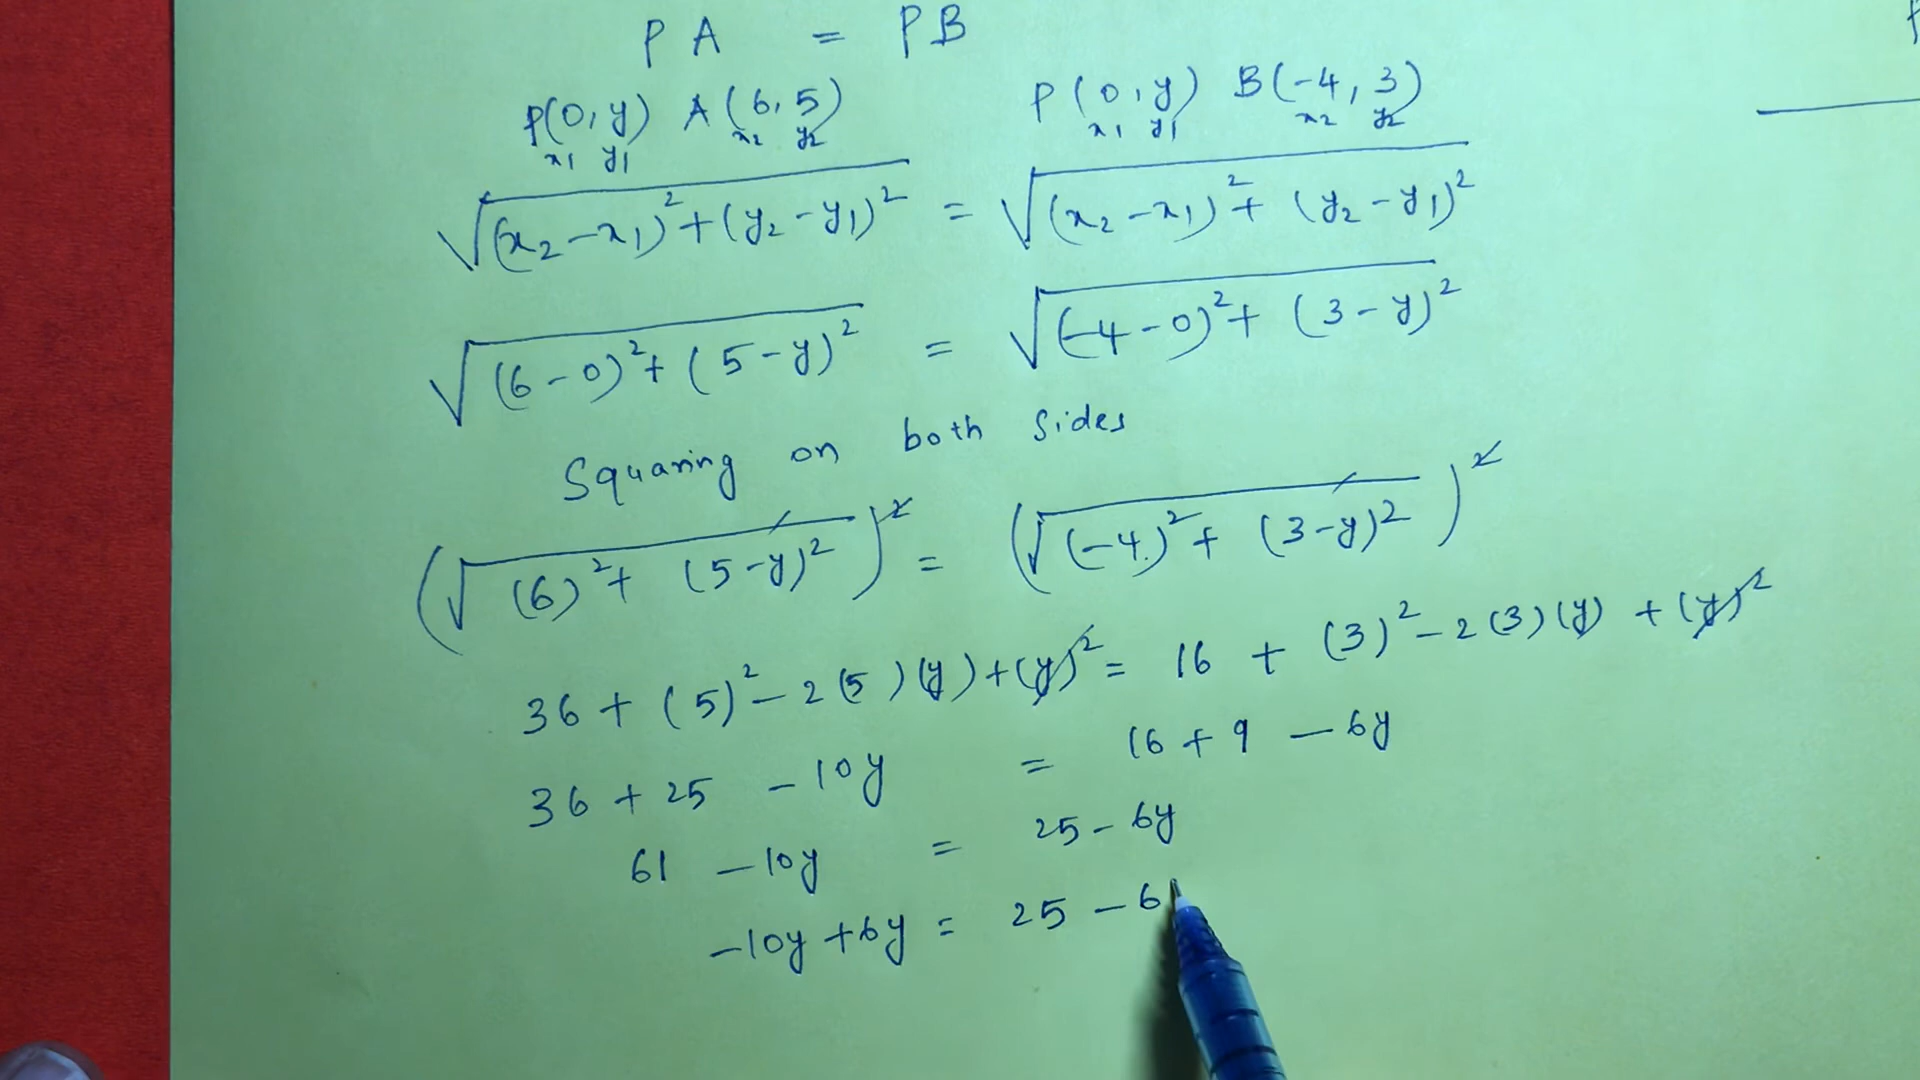 PA = PB
P(0, y) A(6, 5) P(0, y) B(-4, 3)
x1 y1 x2 y2 x1 y1 x2 y2
√(x2-x1)²+(y2-y1)² = √(x2-x1)²+(y2-y1)²
√(6-0)²+(5-y)² = √(-4-0)²+(3-y)²
Squaring on both Sides
(√(6)²+(5-y)²)² = (√(-4)²+(3-y)²)²
36+(5)²-2(5)(y)+(y)² = 16+(3)²-2(3)(y)+(y)²
36+25-10y = 16+9-6y
61-10y = 25-6y
-10y+6y = 25-6